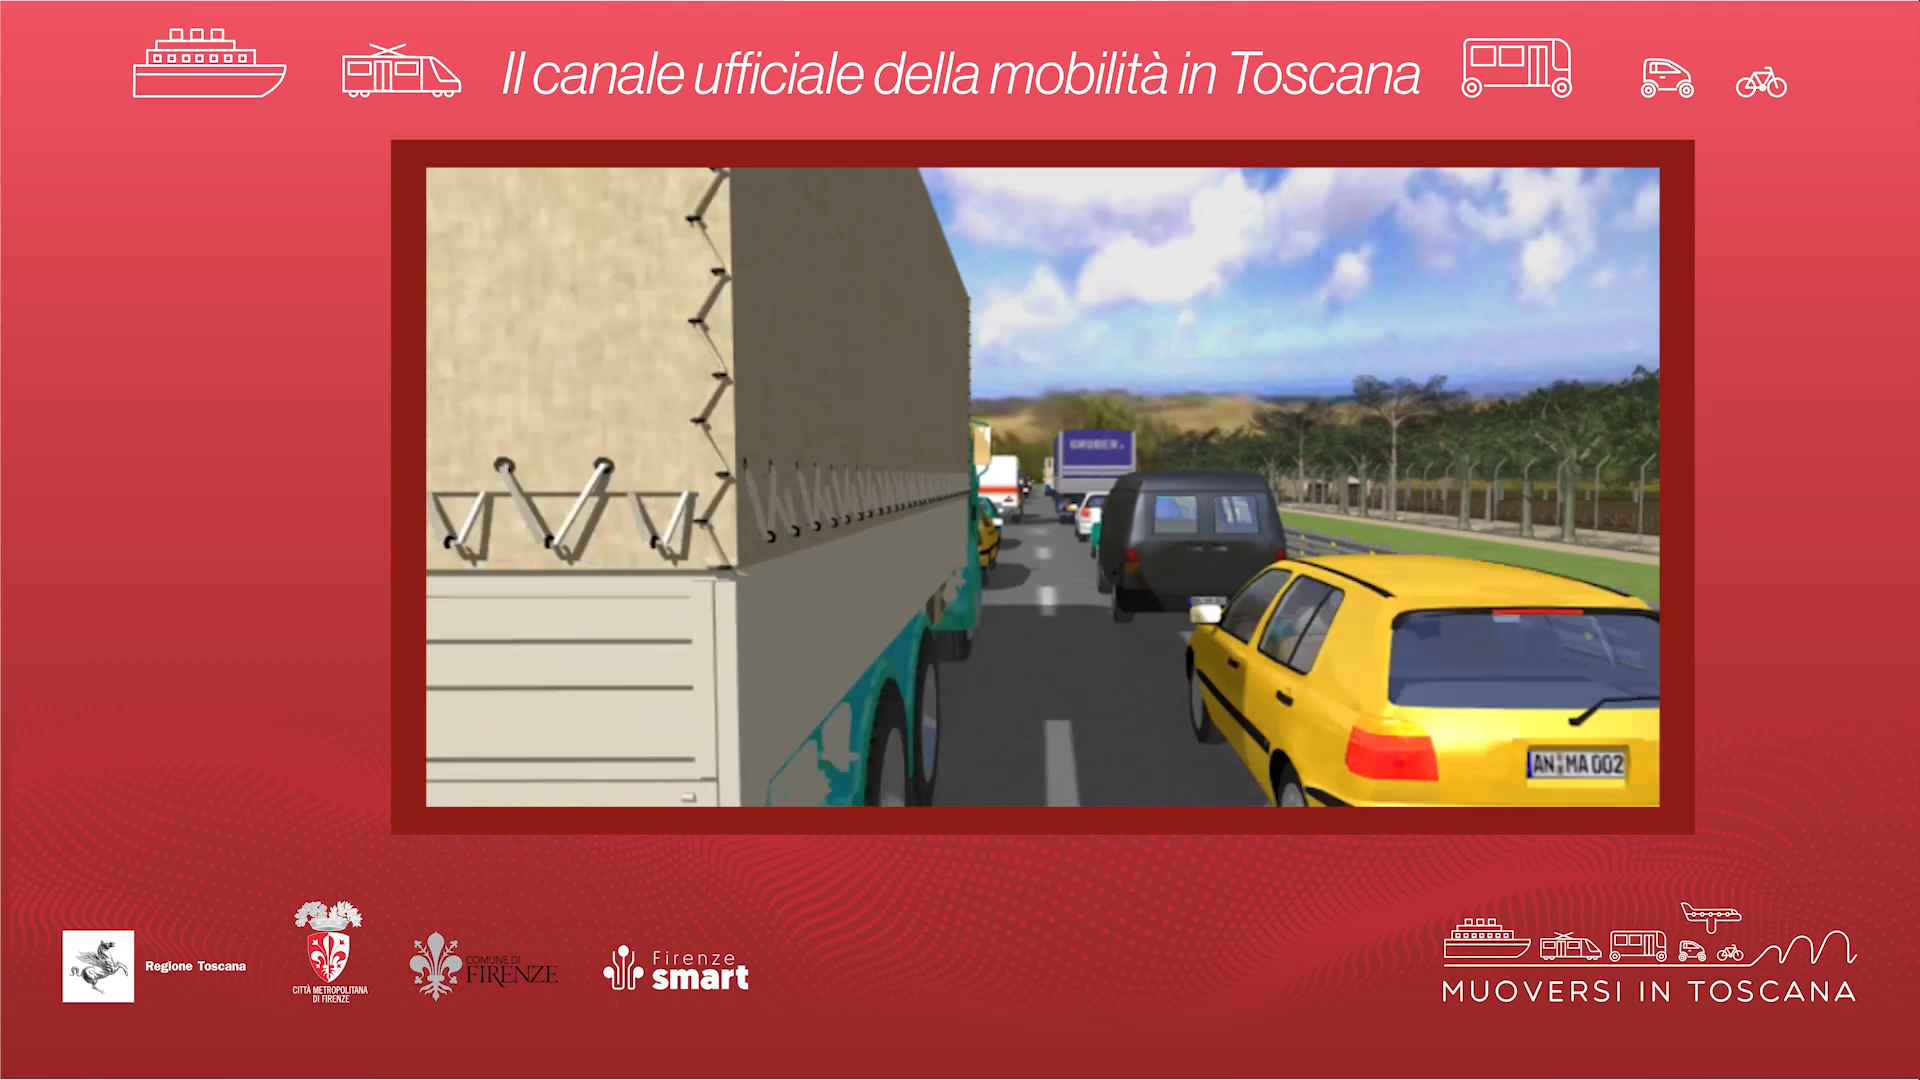 Il canale ufficiale della mobilità in Toscana
GRUBER.
AN MA 002
Regione Toscana
CITTÀ METROPOLITANA
DI FIRENZE
COMUNE DI
FIRENZE
Firenze
smart
MUOVERSI IN TOSCANA